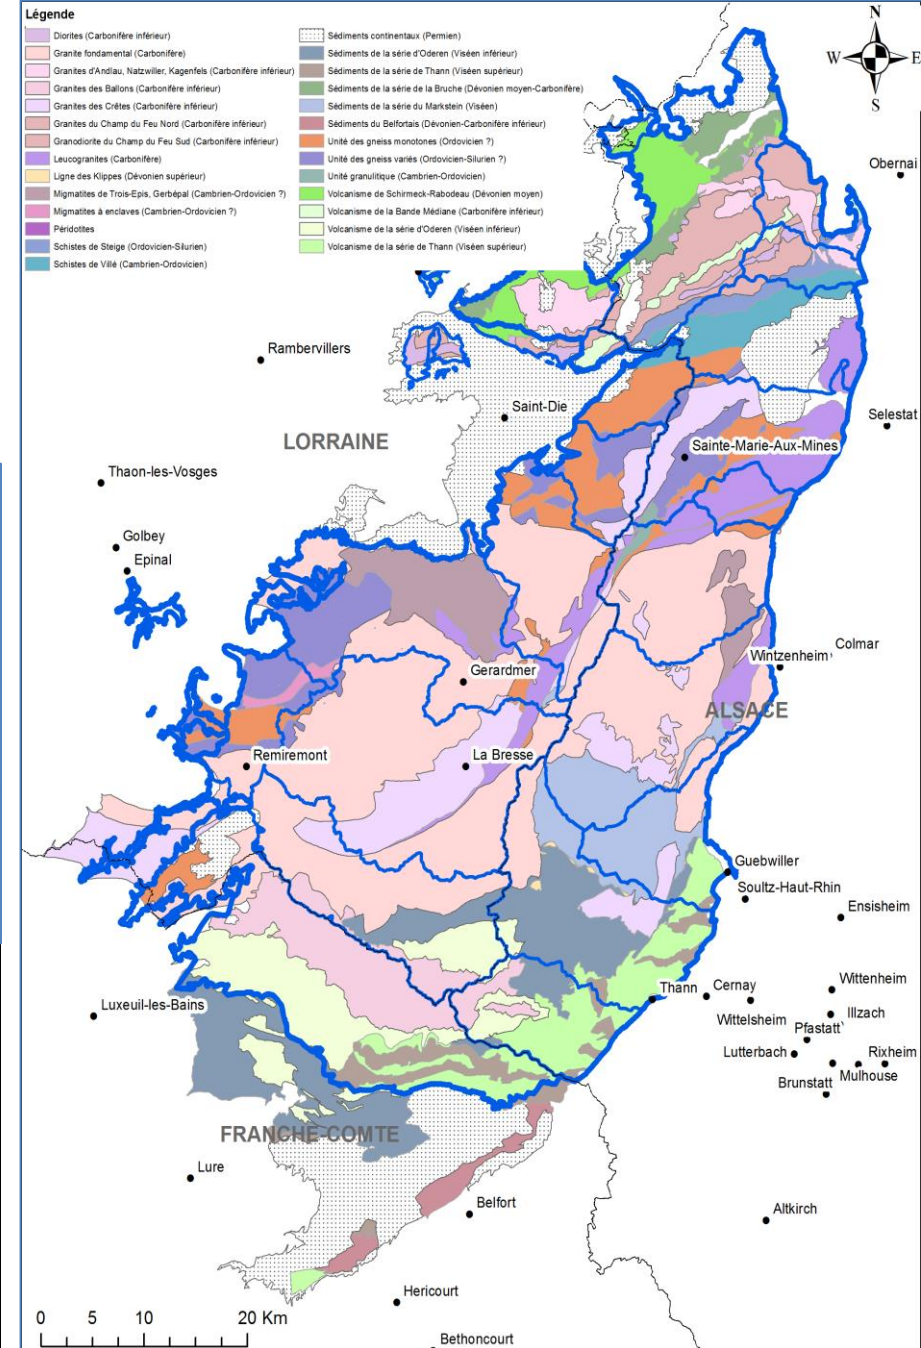 Légende
Diorites (Carbonifère inférieur)
Granite fondamental (Carbonifère)
Granites d'Andlau, Natzwiller, Kagenfels (Carbonifère inférieur)
Granites des Ballons (Carbonifère inférieur)
Granites des Crêtes (Carbonifère inférieur)
Granites du Champ du Feu Nord (Carbonifère inférieur)
Granodiorite du Champ du Feu Sud (Carbonifère inférieur)
Leucogranites (Carbonifère)
Ligne des Klippes (Dévonien supérieur)
Migmatites de Trois-Epis, Gerbépal (Cambrien-Ordovicien ?)
Migmatites à enclaves (Cambrien-Ordovicien ?)
Péridotites
Schistes de Steige (Ordovicien-Silurien)
Schistes de Villé (Cambrien-Ordovicien)
Sédiments continentaux (Permien)
Sédiments de la série d'Oderen (Viséen inférieur)
Sédiments de la série de Thann (Viséen supérieur)
Sédiments de la série de la Bruche (Dévonien moyen-Carbonifère)
Sédiments de la série du Markstein (Viséen)
Sédiments du Belfortais (Dévonien-Carbonifère inférieur)
Unité des gneiss monotones (Ordovicien ?)
Unité des gneiss variés (Ordovicien-Silurien ?)
Unité granulitique (Cambrien-Ordovicien)
Volcanisme de Schirmeck-Rabodeau (Dévonien moyen)
Volcanisme de la Bande Médiane (Carbonifère inférieur)
Volcanisme de la série d'Oderen (Viséen inférieur)
Volcanisme de la série de Thann (Viséen supérieur)
N
W E
S
Obernai
Rambervillers
Saint-Die
Selestat
LORRAINE
Sainte-Marie-Aux-Mines
Thaon-les-Vosges
Golbey
Epinal
Colmar
Wintzenheim
Gerardmer
ALSACE
Remiremont
La Bresse
Guebwiller
Soultz-Haut-Rhin
Ensisheim
Wittenheim
Thann
Cernay
Luxeuil-les-Bains
Wittelsheim
Illzach
Pfastatt
Lutterbach
Rixheim
Mulhouse
Brunstatt
FRANCHE-COMTE
Lure
Belfort
Altkirch
Hericourt
0 5 10 20 Km
Bethoncourt